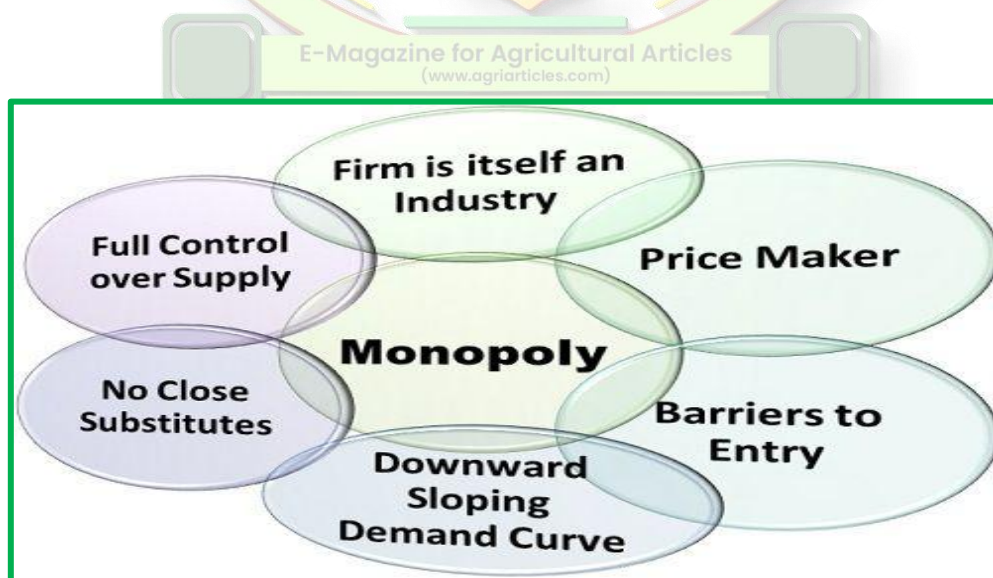 E-Magazine for Agricultural Articles
(www.agriarticles.com)
Firm is itself an
Industry
Full Control
over Supply
Price Maker
Monopoly
No Close
Substitutes
Barriers to
Entry
Downward
Sloping
Demand Curve